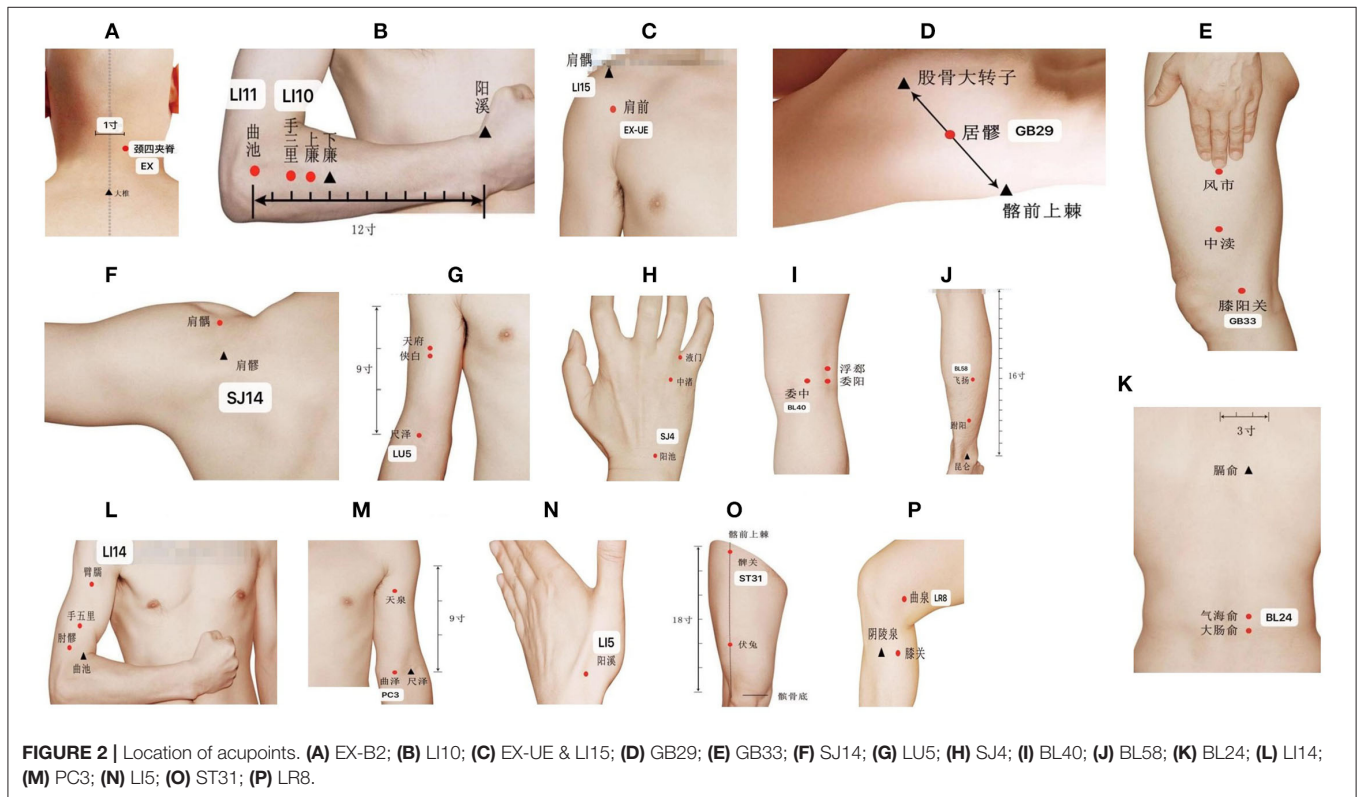 A
1寸
颈四夹脊
EX
大椎
B
LI11
LI10
曲池
手三里
上廉
下廉
阳溪
12寸
C
肩髃
LI15
肩前
EX-UE
D
股骨大转子
居髎
GB29
髂前上棘
E
风市
中渎
膝阳关
GB33
F
肩髃
肩髎
SJ14
G
天府
侠白
9寸
尺泽
LU5
H
液门
中渚
SJ4
阳池
I
浮郄
委中
委阳
BL40
J
BL58
飞扬
16寸
跗阳
昆仑
K
3寸
膈俞
气海俞
BL24
大肠俞
L
LI14
臂臑
手五里
肘髎
曲池
M
天泉
9寸
曲泽
尺泽
PC3
N
LI5
阳溪
O
髂前上棘
髀关
ST31
18寸
伏兔
髌骨底
P
曲泉
LR8
阴陵泉
膝关
FIGURE 2 | Location of acupoints. (A) EX-B2; (B) LI10; (C) EX-UE & LI15; (D) GB29; (E) GB33; (F) SJ14; (G) LU5; (H) SJ4; (I) BL40; (J) BL58; (K) BL24; (L) LI14;
(M) PC3; (N) LI5; (O) ST31; (P) LR8.